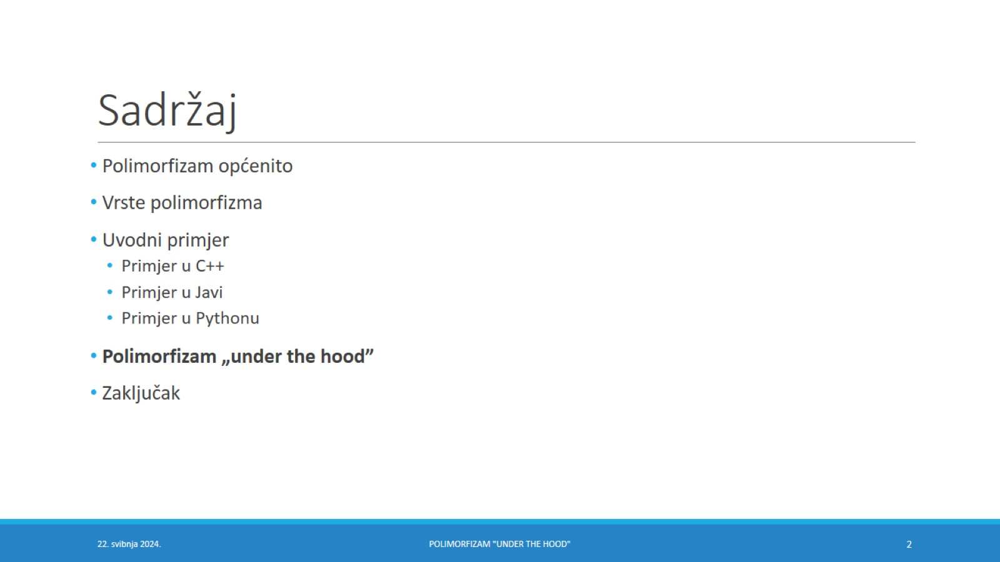 Sadržaj
• Polimorfizam općenito
• Vrste polimorfizma
• Uvodni primjer
• Primjer u C++
• Primjer u Javi
• Primjer u Pythonu
• Polimorfizam „under the hood”
• Zaključak
22. svibnja 2024.
POLIMORFIZAM "UNDER THE HOOD"
2